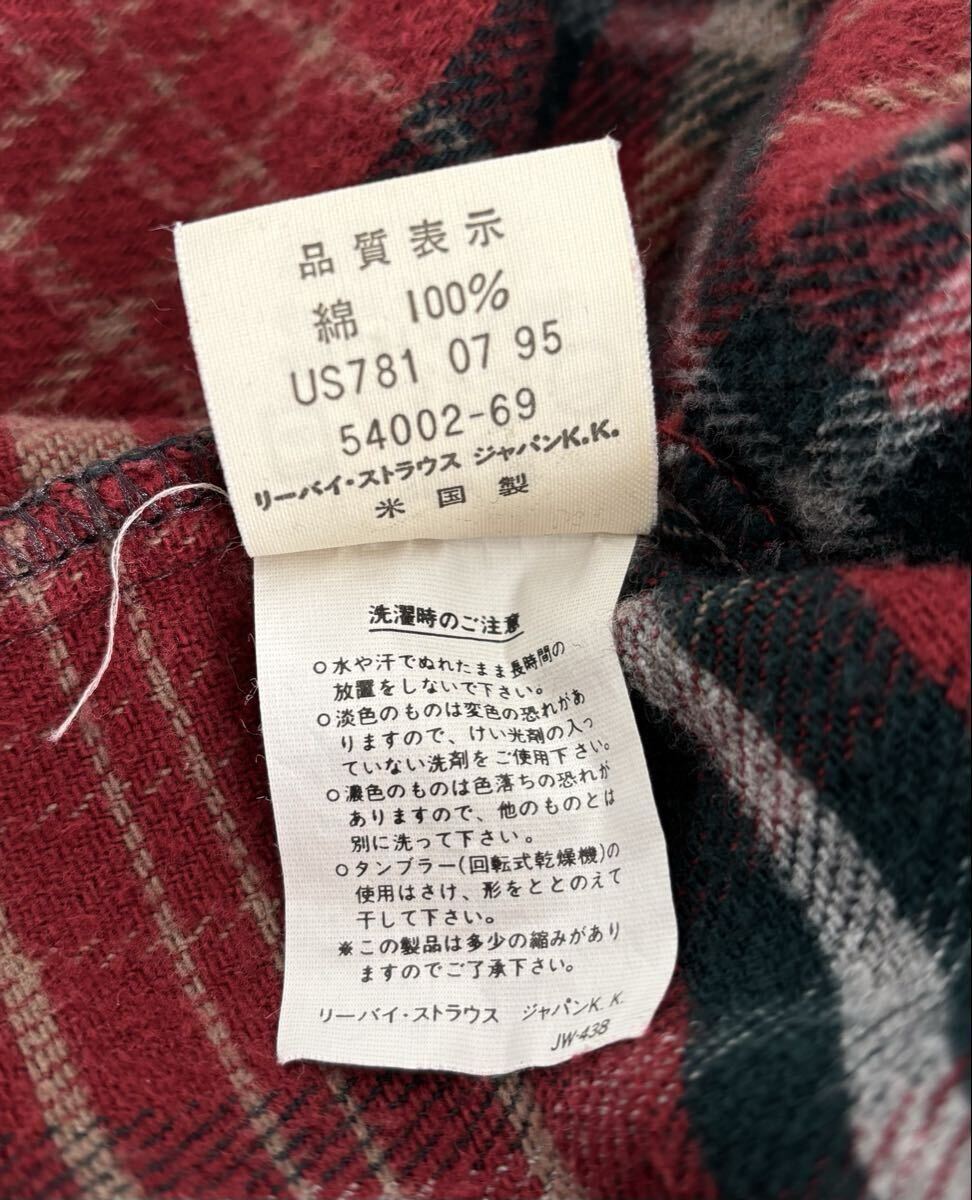 品質表示
綿 100%
US781 07 95
54002-69
リーバイ・ストラウス ジャパンK.K.
米国製
洗濯時のご注意
○水や汗でぬれたまま長時間の
放置をしないで下さい。
○淡色のものは変色の恐れがあ
りますので、けい光剤の入っ
ていない洗剤をご使用下さい。
○濃色のものは色落ちの恐れが
ありますので、他のものとは
別に洗って下さい。
○タンブラー(回転式乾燥機)の
使用はさけ、形をととのえて
干して下さい。
※この製品は多少の縮みがあり
ますのでご了承下さい。
リーバイ・ストラウス ジャパンK.K.
JW-438